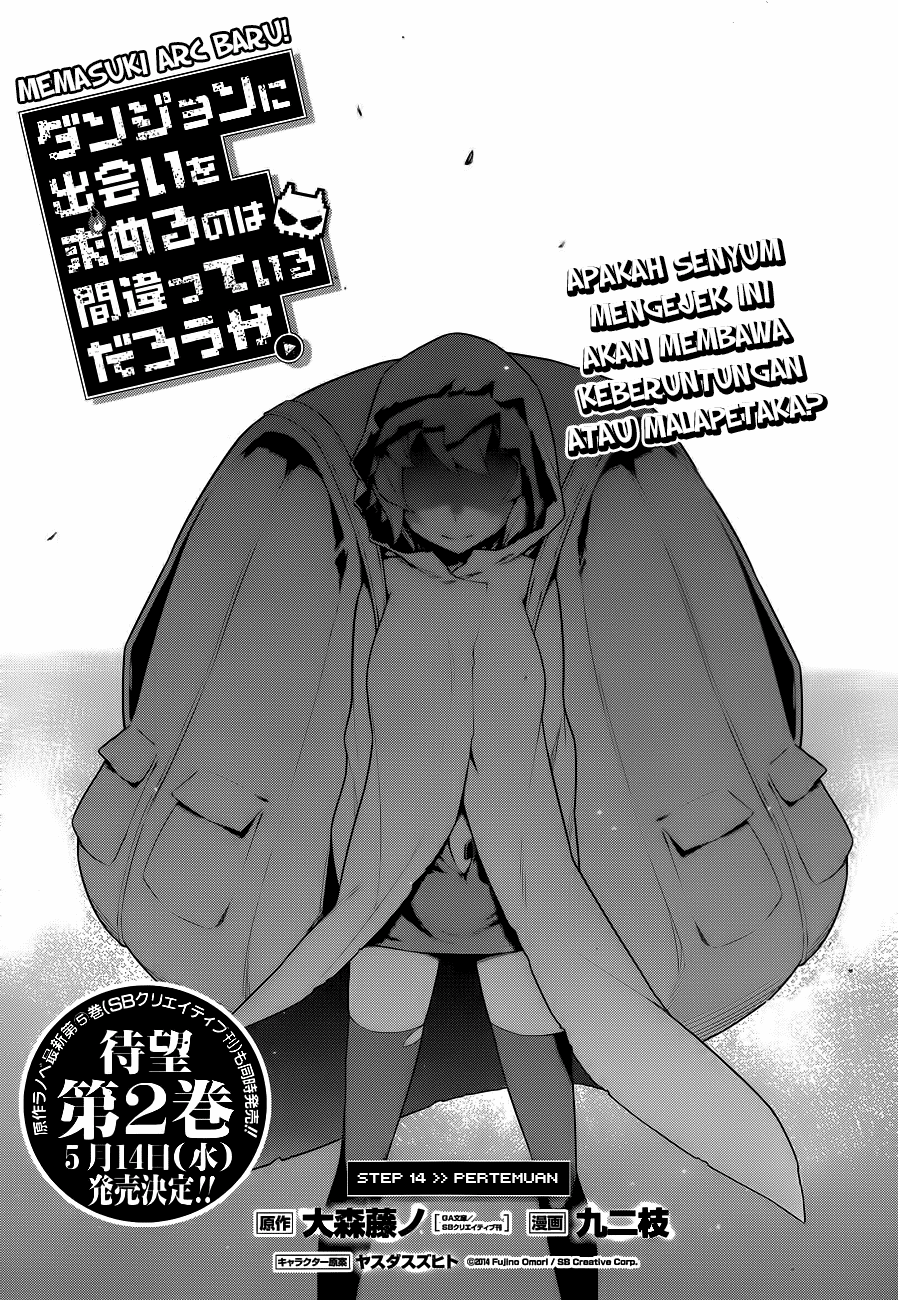 MEMASUKI ARC BARU!
ダンジョンに
出会いを
求めるのは
間違っている
だろうか
APAKAH SENYUM
MENGEJEK INI
AKAN MEMBAWA
KEBERUNTUNGAN
ATAU MALAPETAKA?
原作ラノベ最新第5巻(SBクリエイティブ刊)も同時発売!!
待望
第2巻
5月14日(水)
発売決定!!
STEP 14 >> PERTEMUAN
原作 大森藤ノ [GA文庫/SBクリエイティブ刊] 漫画 九二枝
キャラクター原案 ヤスダスズヒト ©2014 Fujino Omori / SB Creative Corp.